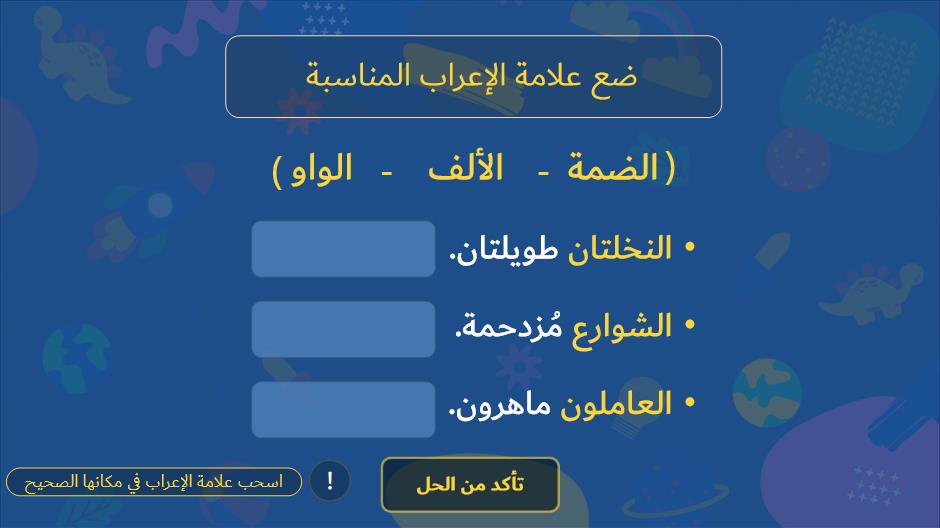 ضع علامة الإعراب المناسبة
(الضمة - الألف - الواو)
• النخلتان طويلتان.
• الشوارع مُزدحمة.
• العاملون ماهرون.
تأكد من الحل
!
اسحب علامة الإعراب في مكانها الصحيح